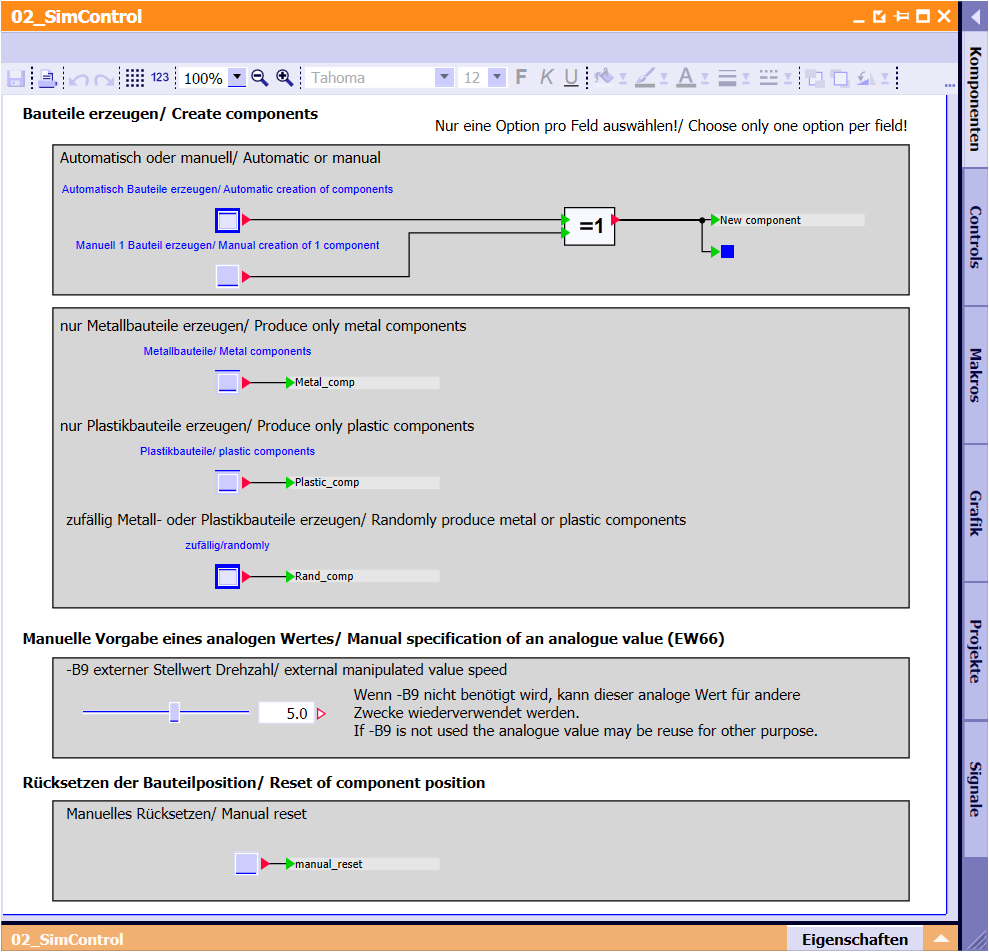 02_SimControl
123 100% Tahoma 12 F K U
Bauteile erzeugen/ Create components
Nur eine Option pro Feld auswählen!/ Choose only one option per field!
Automatisch oder manuell/ Automatic or manual
Automatisch Bauteile erzeugen/ Automatic creation of components
=1
New component
Manuell 1 Bauteil erzeugen/ Manual creation of 1 component
nur Metallbauteile erzeugen/ Produce only metal components
Metallbauteile/ Metal components
Metal_comp
nur Plastikbauteile erzeugen/ Produce only plastic components
Plastikbauteile/ plastic components
Plastic_comp
zufällig Metall- oder Plastikbauteile erzeugen/ Randomly produce metal or plastic components
zufällig/randomly
Rand_comp
Manuelle Vorgabe eines analogen Wertes/ Manual specification of an analogue value (EW66)
-B9 externer Stellwert Drehzahl/ external manipulated value speed
5.0
Wenn -B9 nicht benötigt wird, kann dieser analoge Wert für andere
Zwecke wiederverwendet werden.
If -B9 is not used the analogue value may be reuse for other purpose.
Rücksetzen der Bauteilposition/ Reset of component position
Manuelles Rücksetzen/ Manual reset
manual_reset
02_SimControl
Eigenschaften
Komponenten
Controls
Makros
Grafik
Projekte
Signale